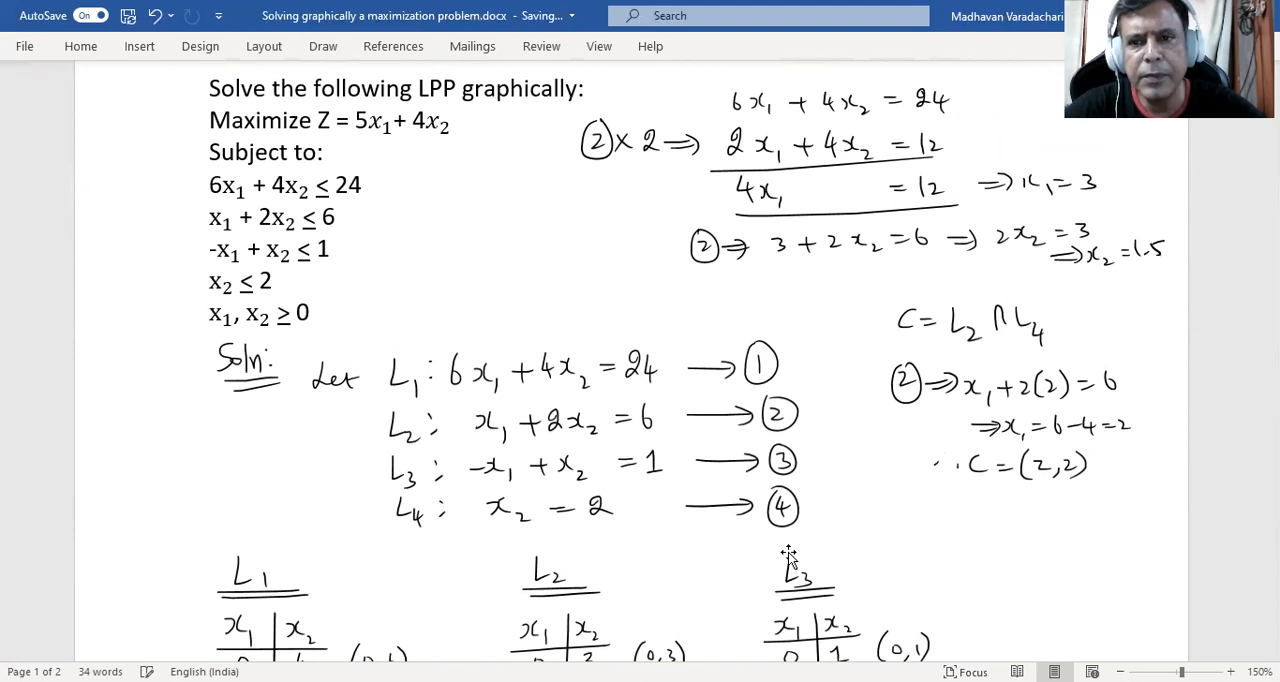 AutoSave On Solving graphically a maximization problem.docx - Saving... Search Madhavan Varadachari
File Home Insert Design Layout Draw References Mailings Review View Help
Solve the following LPP graphically:
Maximize Z = 5x₁+ 4x₂
Subject to:
6x₁ + 4x₂ ≤ 24
x₁ + 2x₂ ≤ 6
-x₁ + x₂ ≤ 1
x₂ ≤ 2
x₁, x₂ ≥ 0
6x₁ + 4x₂ = 24
② × 2 ⇒ 2x₁ + 4x₂ = 12
4x₁ = 12 ⇒ x₁ = 3
② ⇒ 3 + 2x₂ = 6 ⇒ 2x₂ = 3
⇒ x₂ = 1.5
C = L₂ ∩ L₄
② ⇒ x₁ + 2(2) = 6
⇒ x₁ = 6 - 4 = 2
∴ C = (2,2)
Soln:
Let L₁ : 6x₁ + 4x₂ = 24 → ①
L₂ : x₁ + 2x₂ = 6 → ②
L₃ : -x₁ + x₂ = 1 → ③
L₄ : x₂ = 2 → ④
L₁ L₂ L₃
x₁ | x₂ x₁ | x₂ x₁ | x₂
(0,3) 0 | 1 (0,1)
Page 1 of 2 34 words English (India) Focus 150%